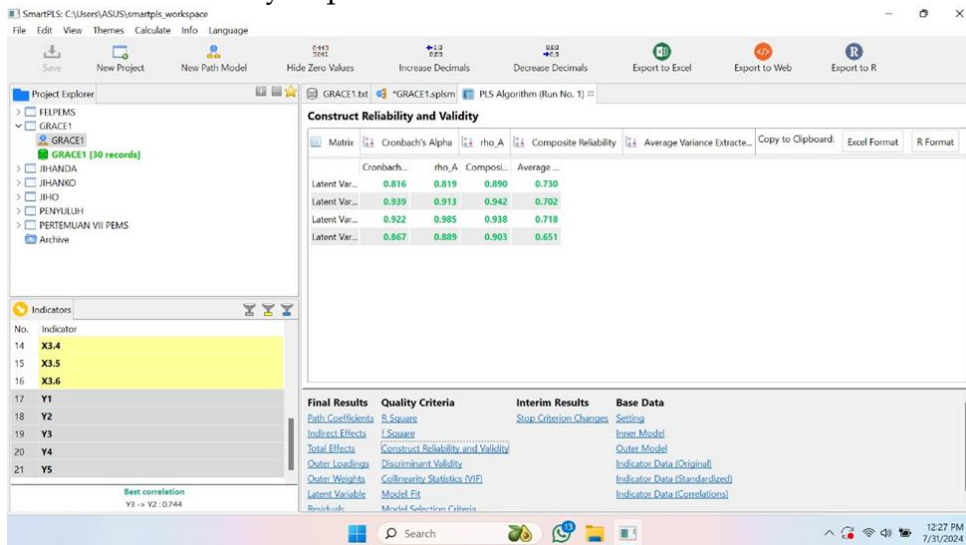 SmartPLS: C:\Users\ASUS\smartpls_workspace
File Edit View Themes Calculate Info Language
Save New Project New Path Model Hide Zero Values Increase Decimals Decrease Decimals Export to Excel Export to Web Export to R
Project Explorer
FELPEMS
GRACE1
GRACE1
GRACE1 [30 records]
JIHANDA
JIHANKO
JIHO
PENYULUH
PERTEMUAN VII PEMS
Archive
GRACE1.txt *GRACE1.splsm PLS Algorithm (Run No. 1)
Construct Reliability and Validity
Matrix Cronbach's Alpha rho_A Composite Reliability Average Variance Extracte... Copy to Clipboard: Excel Format R Format
Cronbach... rho_A Composi... Average ...
Latent Var... 0.816 0.819 0.890 0.730
Latent Var... 0.939 0.913 0.942 0.702
Latent Var... 0.922 0.985 0.938 0.718
Latent Var... 0.867 0.889 0.903 0.651
Indicators
No. Indicator
14 X3.4
15 X3.5
16 X3.6
17 Y1
18 Y2
19 Y3
20 Y4
21 Y5
Best correlation
Y3 -> Y2 : 0.744
Final Results Quality Criteria Interim Results Base Data
Path Coefficients R Square Stop Criterion Changes Setting
Indirect Effects f Square Inner Model
Total Effects Construct Reliability and Validity Outer Model
Outer Loadings Discriminant Validity Indicator Data (Original)
Outer Weights Collinearity Statistics (VIF) Indicator Data (Standardized)
Latent Variable Model Fit Indicator Data (Correlations)
Residuals Model Selection Criteria
Search
12:27 PM
7/31/2024